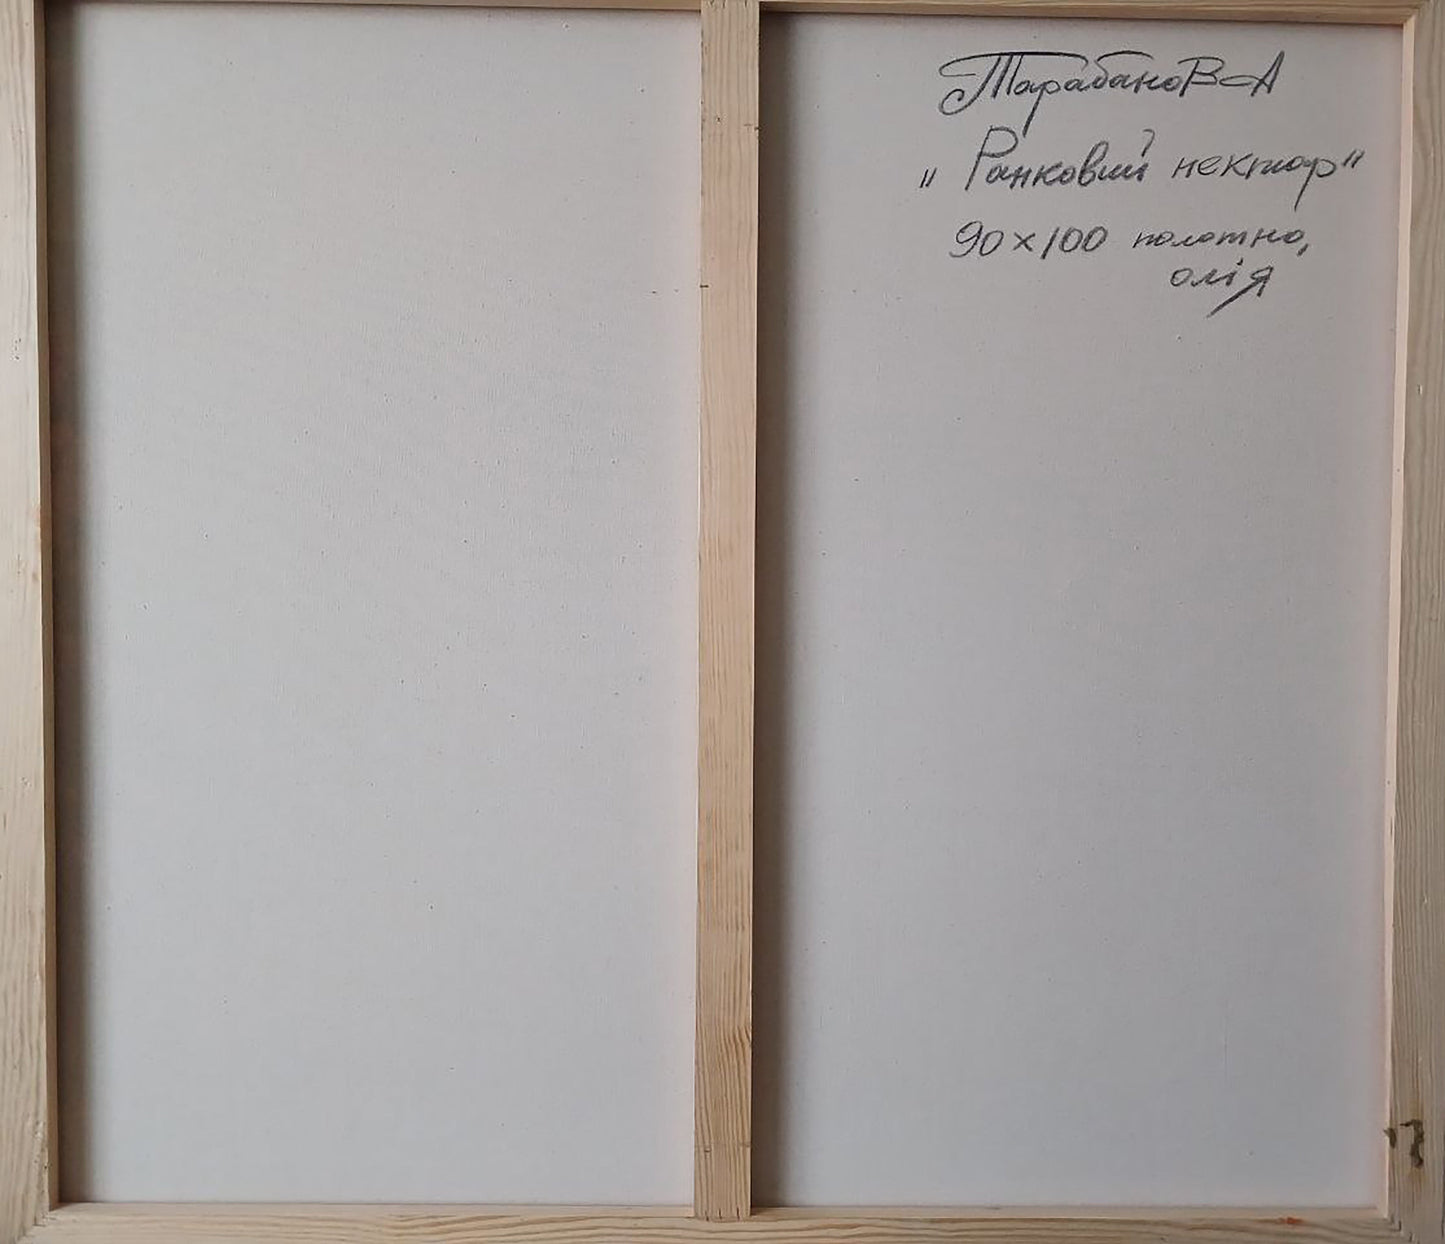 Тарабанов А
„Ранковий нектар"
90×100 полотно,
олія